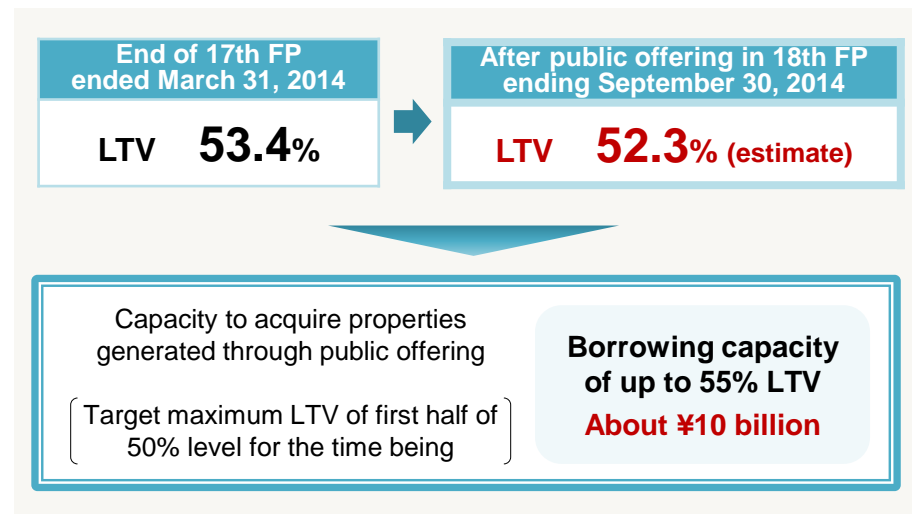 End of 17th FP
ended March 31, 2014
LTV 53.4%
After public offering in 18th FP
ending September 30, 2014
LTV 52.3% (estimate)
Capacity to acquire properties
generated through public offering
Target maximum LTV of first half of
50% level for the time being
Borrowing capacity
of up to 55% LTV
About ¥10 billion